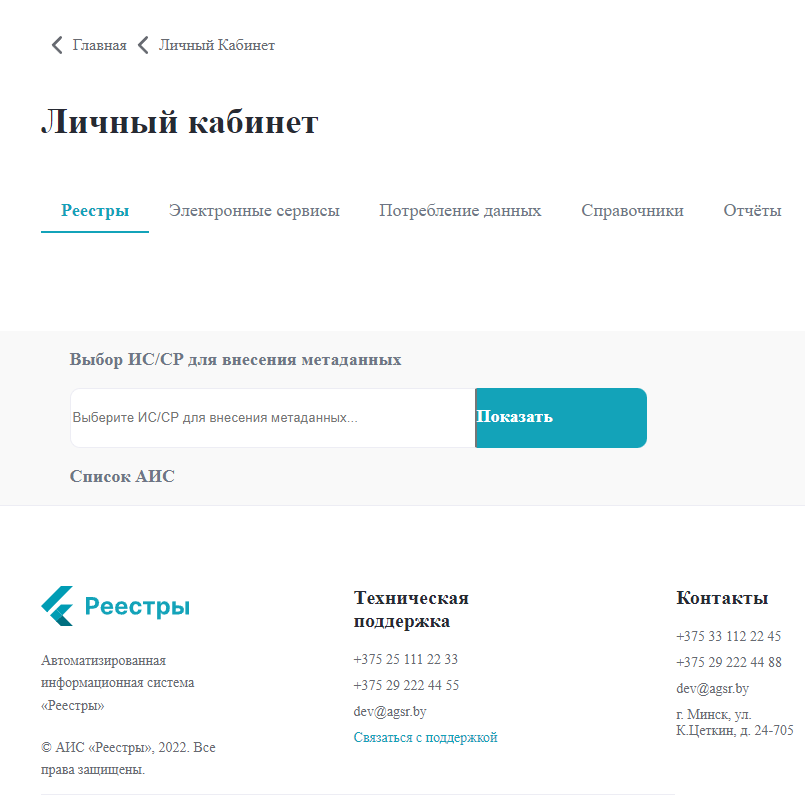 Главная Личный Кабинет
Личный кабинет
Реестры Электронные сервисы Потребление данных Справочники Отчёты
Выбор ИС/СР для внесения метаданных
Выберите ИС/СР для внесения метаданных... Показать
Список АИС
Реестры
Автоматизированная
информационная система
«Реестры»
© АИС «Реестры», 2022. Все
права защищены.
Техническая
поддержка
+375 25 111 22 33
+375 29 222 44 55
dev@agsr.by
Связаться с поддержкой
Контакты
+375 33 112 22 45
+375 29 222 44 88
dev@agsr.by
г. Минск, ул.
К.Цеткин, д. 24-705